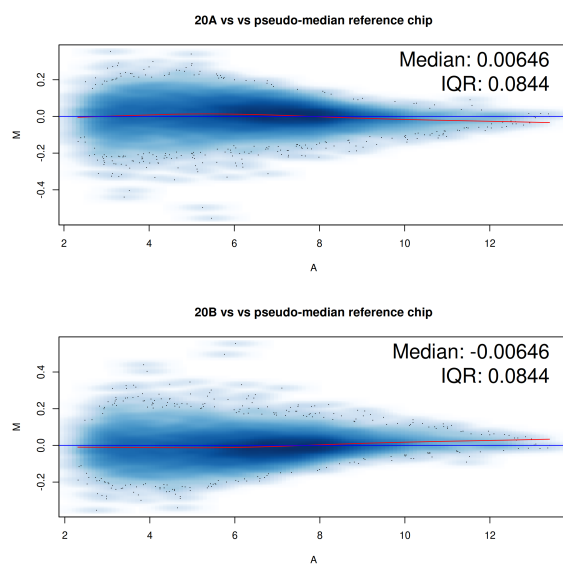 20A vs vs pseudo-median reference chip
Median: 0.00646
IQR: 0.0844
0.2
0.0
-0.2
-0.4
M
2 4 6 8 10 12
A
20B vs vs pseudo-median reference chip
Median: -0.00646
IQR: 0.0844
0.4
0.2
0.0
-0.2
M
2 4 6 8 10 12
A